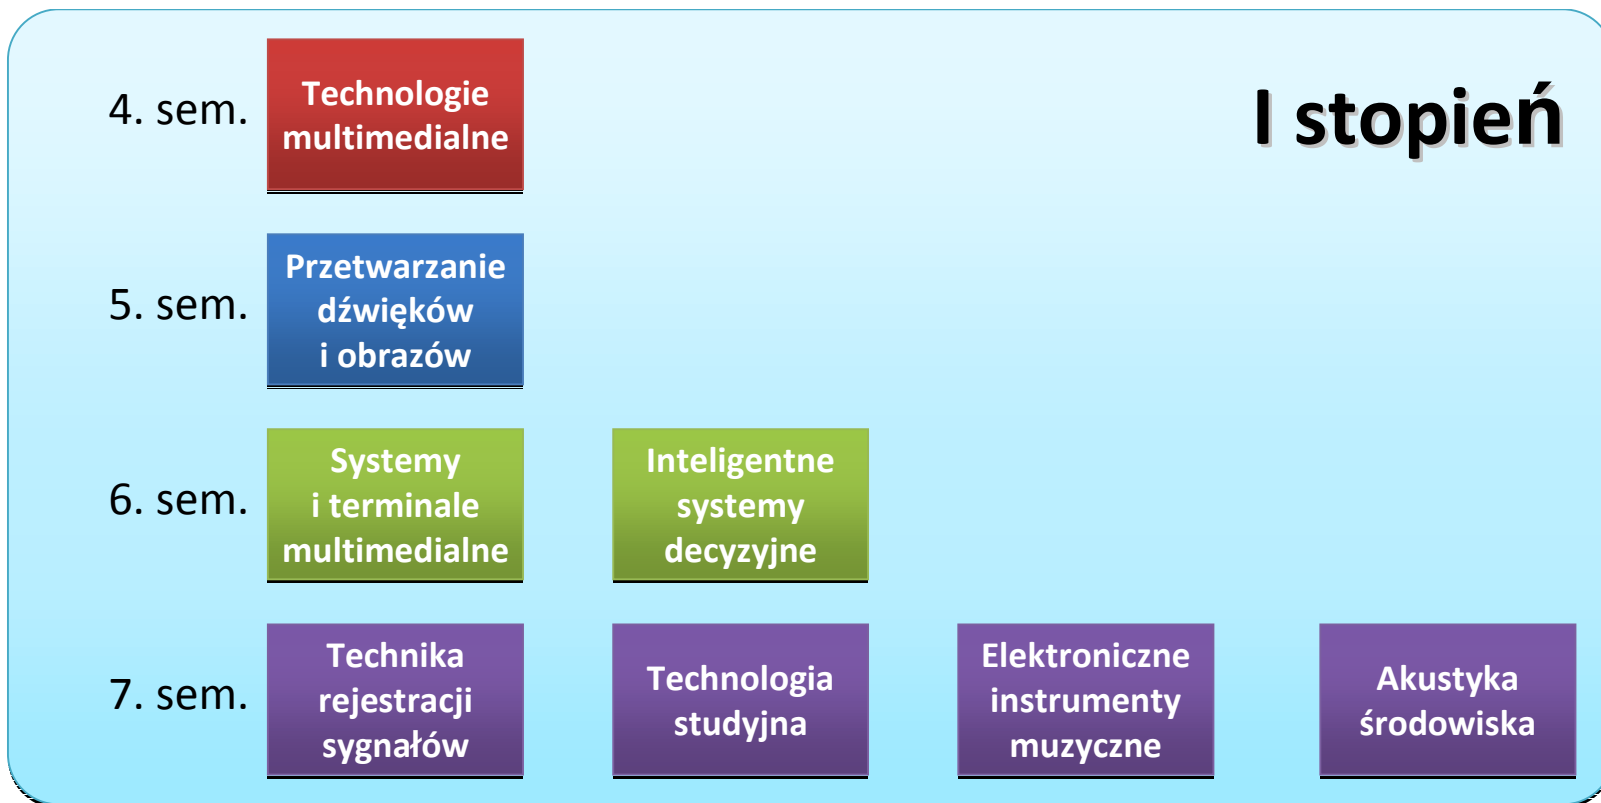 I stopień
4. sem.
Technologie
multimedialne
5. sem.
Przetwarzanie
dźwięków
i obrazów
6. sem.
Systemy
i terminale
multimedialne
Inteligentne
systemy
decyzyjne
7. sem.
Technika
rejestracji
sygnałów
Technologia
studyjna
Elektroniczne
instrumenty
muzyczne
Akustyka
środowiska